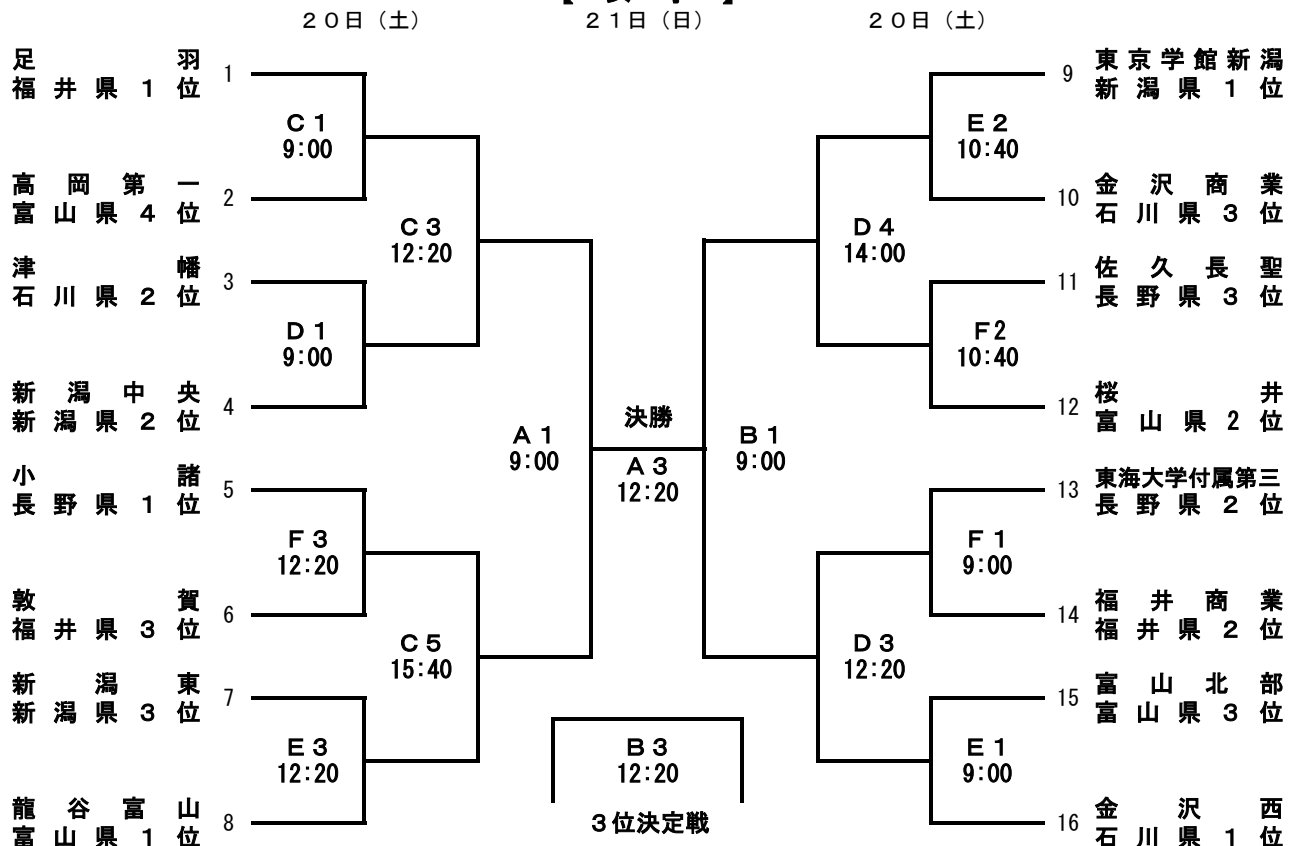 20日（土）
21日（日）
20日（土）
足羽
福井県1位
1
C1
9:00
高岡第一
富山県4位
2
C3
12:20
津幡
石川県2位
3
D1
9:00
新潟中央
新潟県2位
4
A1
9:00
小諸
長野県1位
5
F3
12:20
敦賀
福井県3位
6
C5
15:40
新潟東
新潟県3位
7
E3
12:20
龍谷富山
富山県1位
8
決勝
A3
12:20
B3
12:20
3位決定戦
9
東京学館新潟
新潟県1位
E2
10:40
10
金沢商業
石川県3位
D4
14:00
11
佐久長聖
長野県3位
F2
10:40
12
桜井
富山県2位
B1
9:00
13
東海大学付属第三
長野県2位
F1
9:00
14
福井商業
福井県2位
D3
12:20
15
富山北部
富山県3位
E1
9:00
16
金沢西
石川県1位